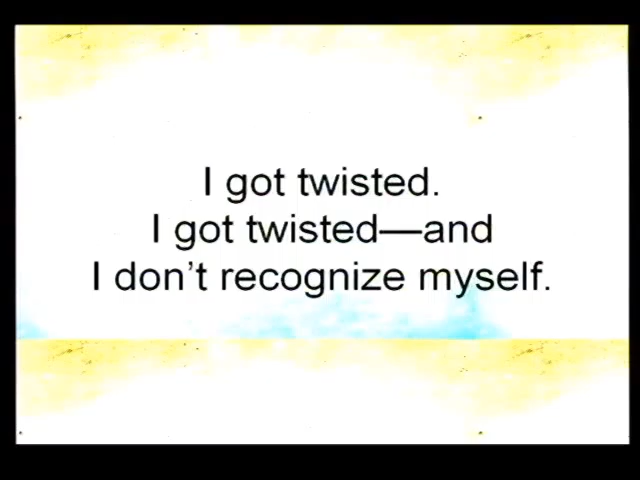 I got twisted.
I got twisted—and
I don’t recognize myself.